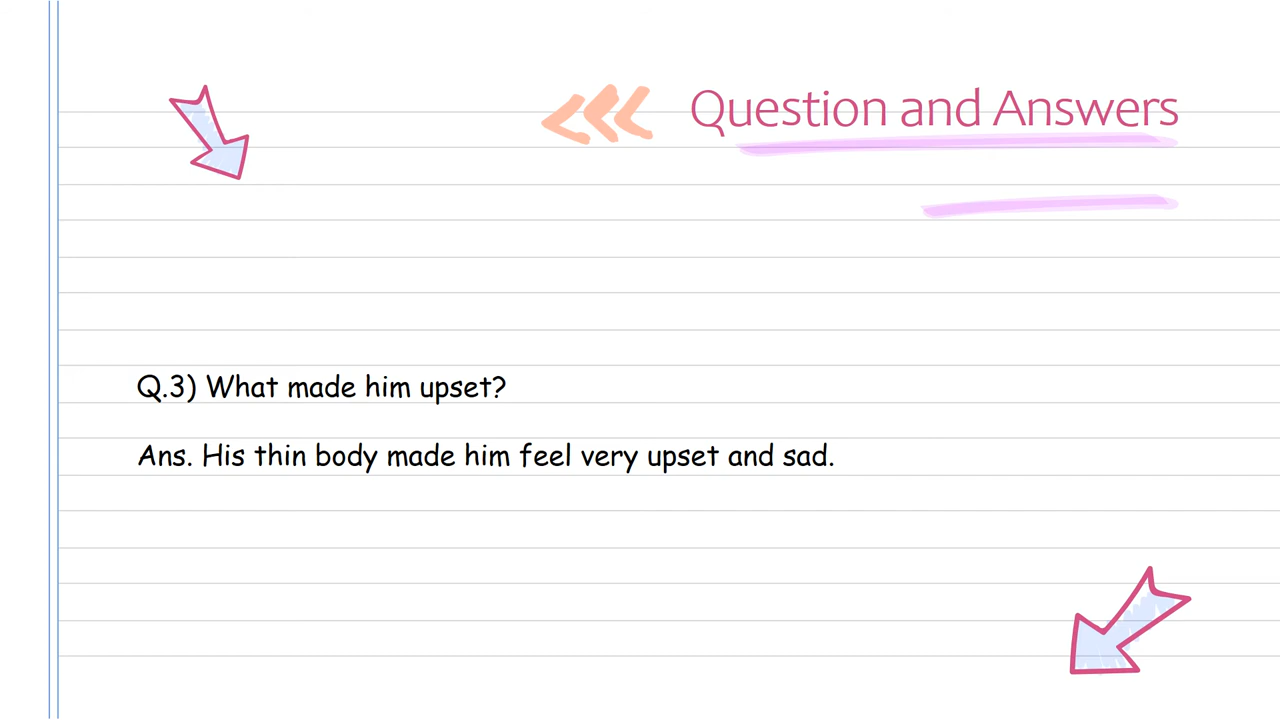 Question and Answers
Q.3) What made him upset?
Ans. His thin body made him feel very upset and sad.